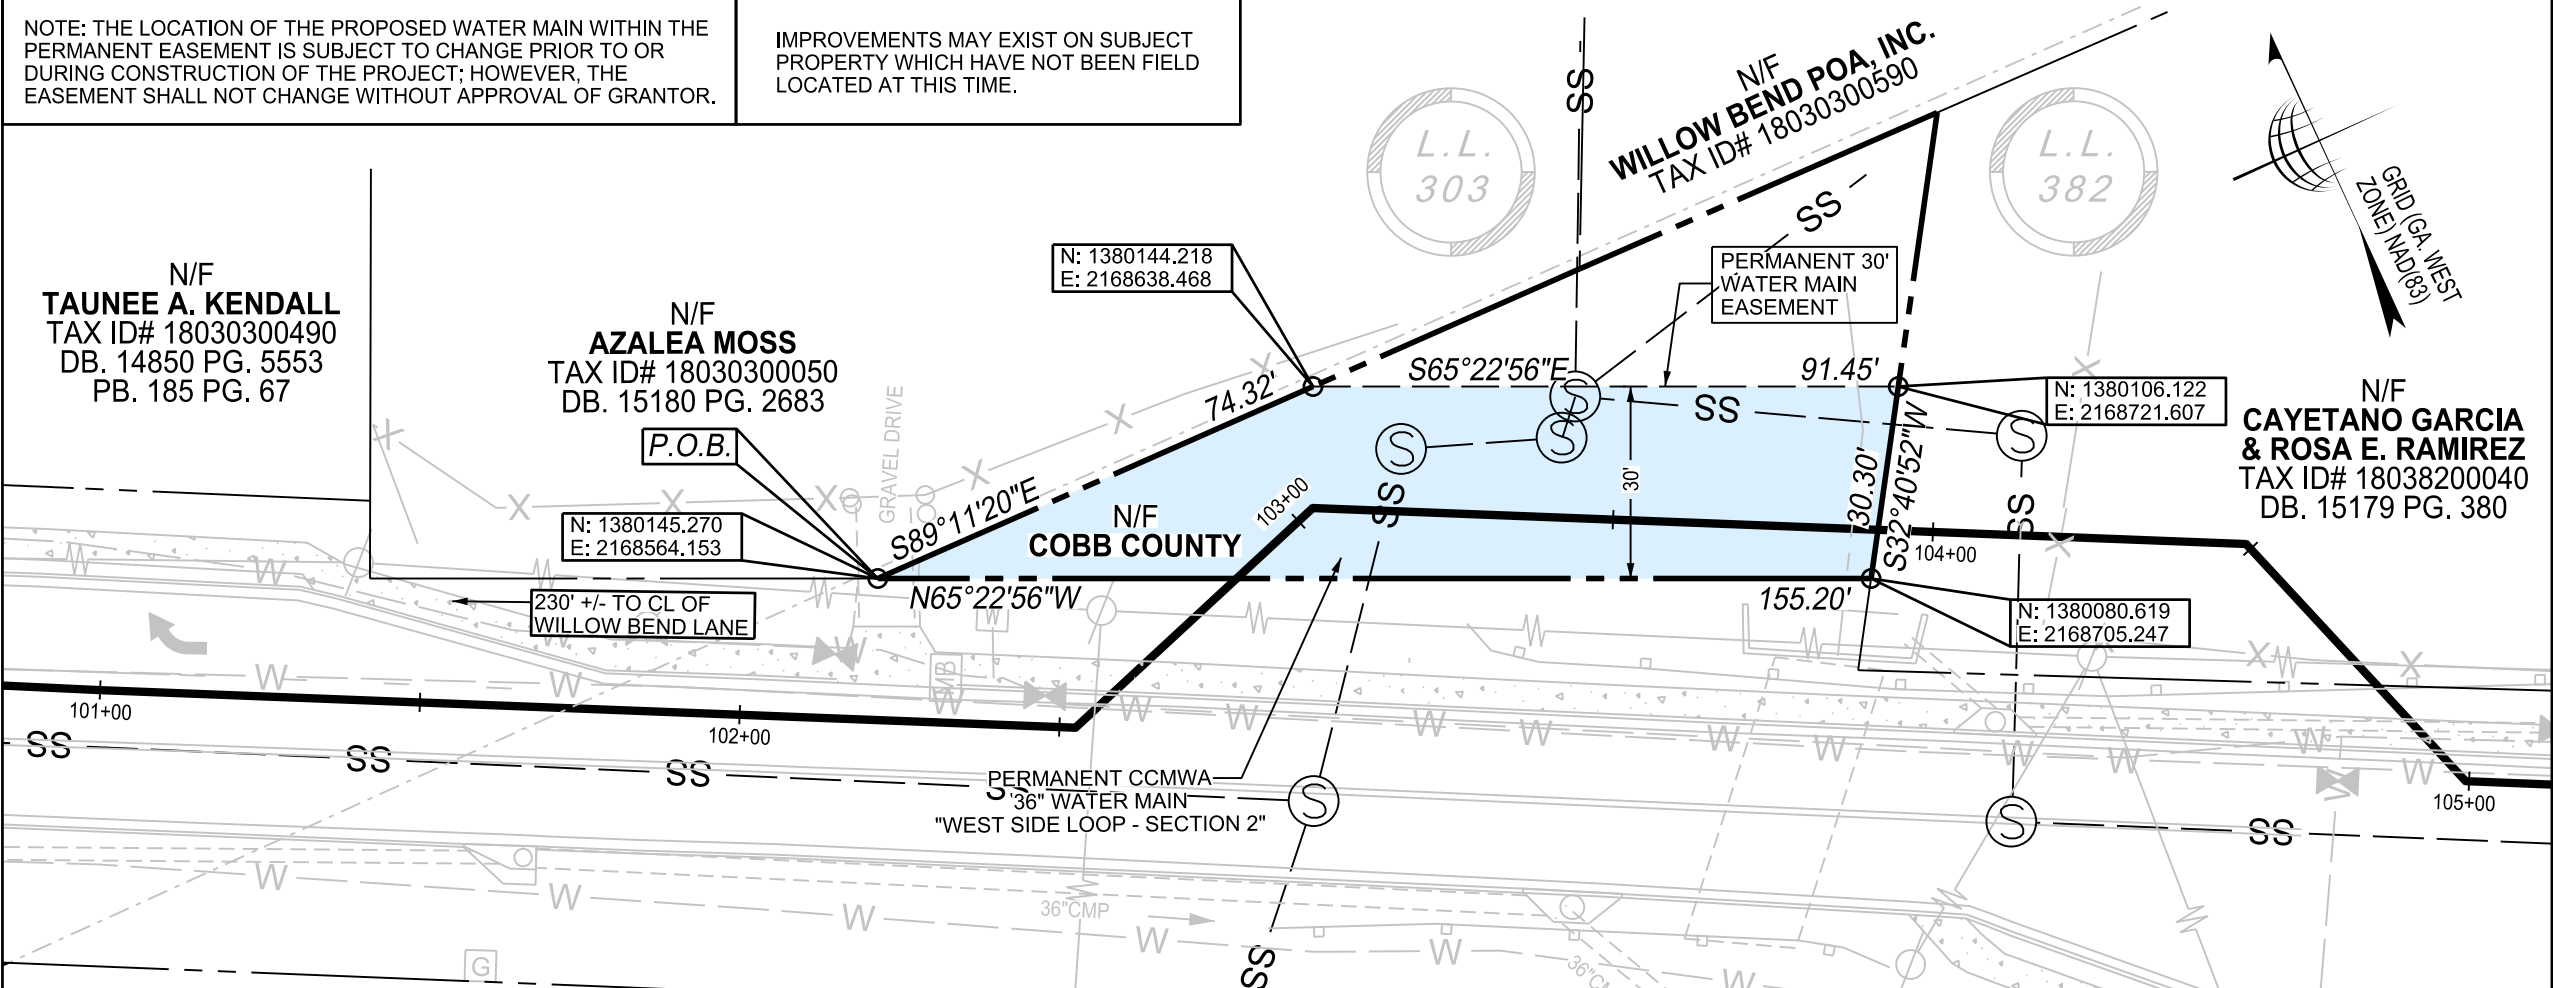 NOTE: THE LOCATION OF THE PROPOSED WATER MAIN WITHIN THE
PERMANENT EASEMENT IS SUBJECT TO CHANGE PRIOR TO OR
DURING CONSTRUCTION OF THE PROJECT; HOWEVER, THE
EASEMENT SHALL NOT CHANGE WITHOUT APPROVAL OF GRANTOR.
IMPROVEMENTS MAY EXIST ON SUBJECT
PROPERTY WHICH HAVE NOT BEEN FIELD
LOCATED AT THIS TIME.
SS
N/F
WILLOW BEND POA, INC.
TAX ID# 18030300590
L.L.
303
L.L.
382
GRID (GA. WEST
ZONE) NAD(83)
SS
N/F
TAUNEE A. KENDALL
TAX ID# 18030300490
DB. 14850 PG. 5553
PB. 185 PG. 67
N/F
AZALEA MOSS
TAX ID# 18030300050
DB. 15180 PG. 2683
N: 1380144.218
E: 2168638.468
PERMANENT 30'
WATER MAIN
EASEMENT
S65°22'56"E
91.45'
N: 1380106.122
E: 2168721.607
N/F
CAYETANO GARCIA
& ROSA E. RAMIREZ
TAX ID# 18038200040
DB. 15179 PG. 380
P.O.B.
74.32'
S89°11'20"E
GRAVEL DRIVE
X
X
X
X
X
X
X
S
S
S
S
SS
SS
SS
30'
30.30'
S32°40'52"W
N: 1380145.270
E: 2168564.153
N/F
COBB COUNTY
103+00
104+00
X
X
N65°22'56"W
155.20'
230' +/- TO CL OF
WILLOW BEND LANE
N: 1380080.619
E: 2168705.247
W
W
W
MB
X
X
W
W
W
W
W
W
W
W
W
W
W
W
W
101+00
102+00
105+00
SS
SS
SS
SS
PERMANENT CCMWA
36" WATER MAIN
"WEST SIDE LOOP - SECTION 2"
S
S
SS
W
W
W
W
W
W
36"CMP
G
SS